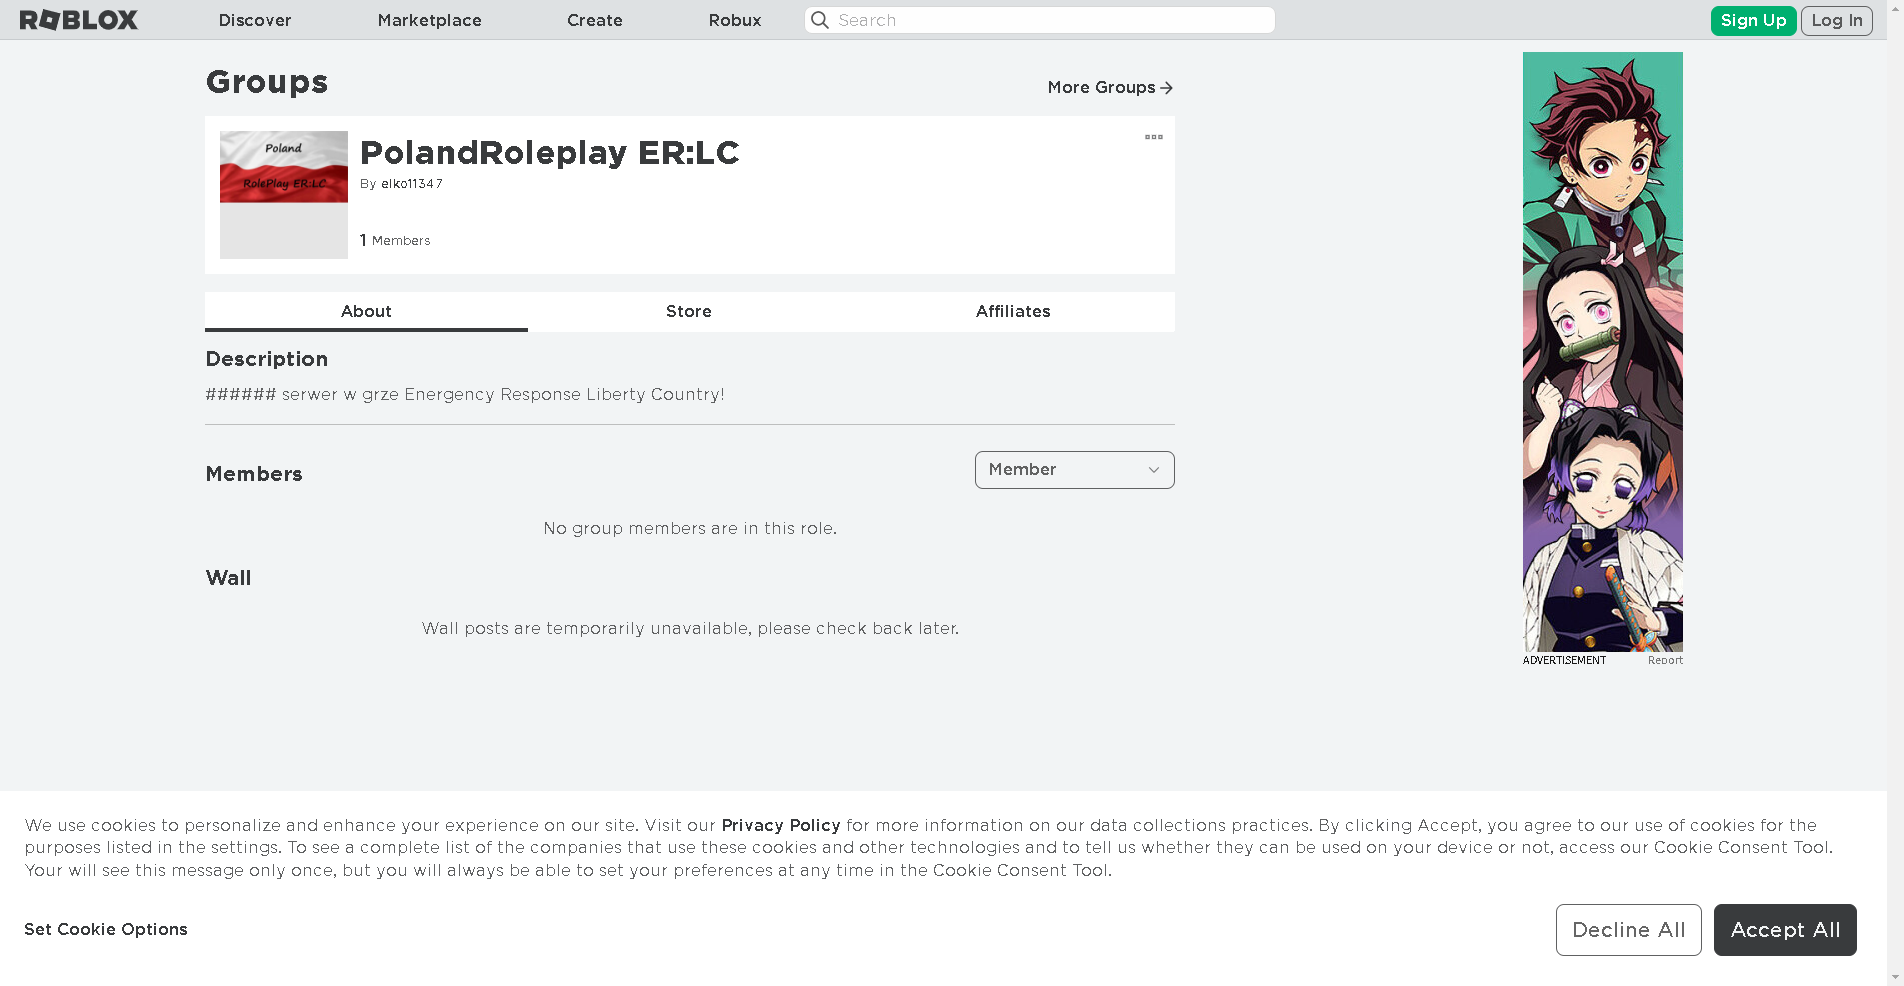 ROBLOX
Discover
Marketplace
Create
Robux
Search
Sign Up
Log In
Groups
More Groups
Poland
RolePlay ER:LC
PolandRoleplay ER:LC
By elko11347
1 Members
About
Store
Affiliates
Description
###### serwer w grze Energency Response Liberty Country!
Members
Member
No group members are in this role.
Wall
Wall posts are temporarily unavailable, please check back later.
ADVERTISEMENT
Report
We use cookies to personalize and enhance your experience on our site. Visit our Privacy Policy for more information on our data collections practices. By clicking Accept, you agree to our use of cookies for the
purposes listed in the settings. To see a complete list of the companies that use these cookies and other technologies and to tell us whether they can be used on your device or not, access our Cookie Consent Tool.
Your will see this message only once, but you will always be able to set your preferences at any time in the Cookie Consent Tool.
Set Cookie Options
Decline All
Accept All